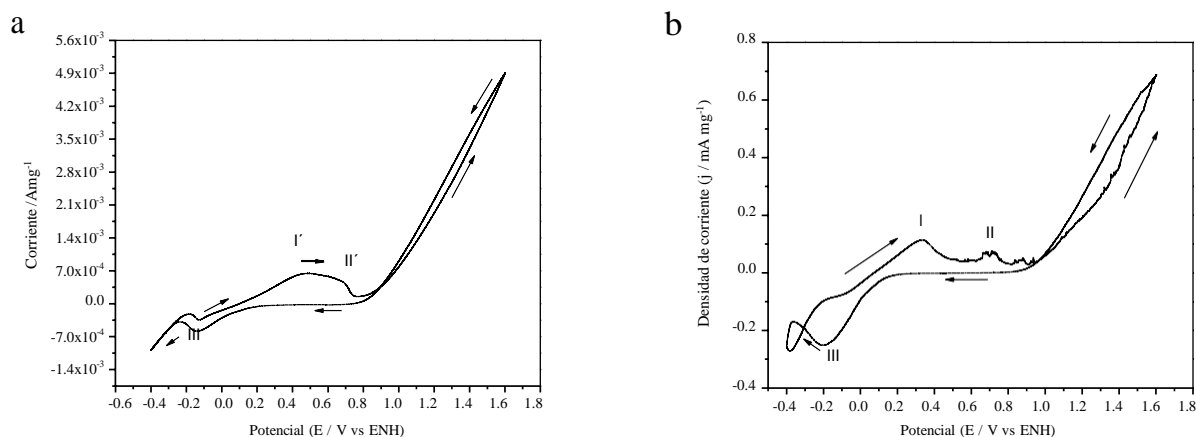 a
5.6x10-3
4.9x10-3
4.2x10-3
3.5x10-3
2.8x10-3
2.1x10-3
1.4x10-3
7.0x10-4
0.0
-7.0x10-4
-1.4x10-3
Corriente /Amg-1
I´
II´
III
-0.6 -0.4 -0.2 0.0 0.2 0.4 0.6 0.8 1.0 1.2 1.4 1.6 1.8
Potencial (E / V vs ENH)
b
0.8
0.6
0.4
0.2
0.0
-0.2
-0.4
Densidad de corriente (j / mA mg-1)
I
II
III
-0.4 -0.2 0.0 0.2 0.4 0.6 0.8 1.0 1.2 1.4 1.6 1.8
Potencial (E / V vs ENH)